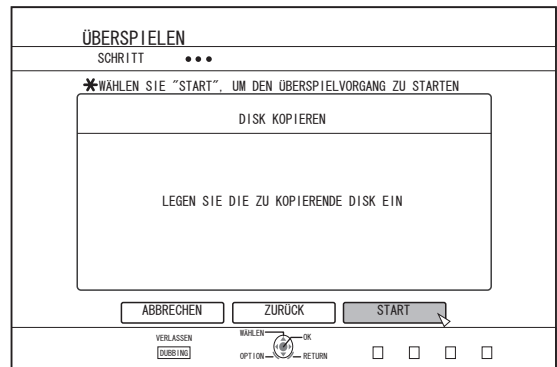 ÜBERSPIELEN
SCHRITT
*WÄHLEN SIE "START", UM DEN ÜBERSPIELVORGANG ZU STARTEN
DISK KOPIEREN
LEGEN SIE DIE ZU KOPIERENDE DISK EIN
ABBRECHEN ZURÜCK START
VERLASSEN
DUBBING
WÄHLEN OK
OPTION RETURN